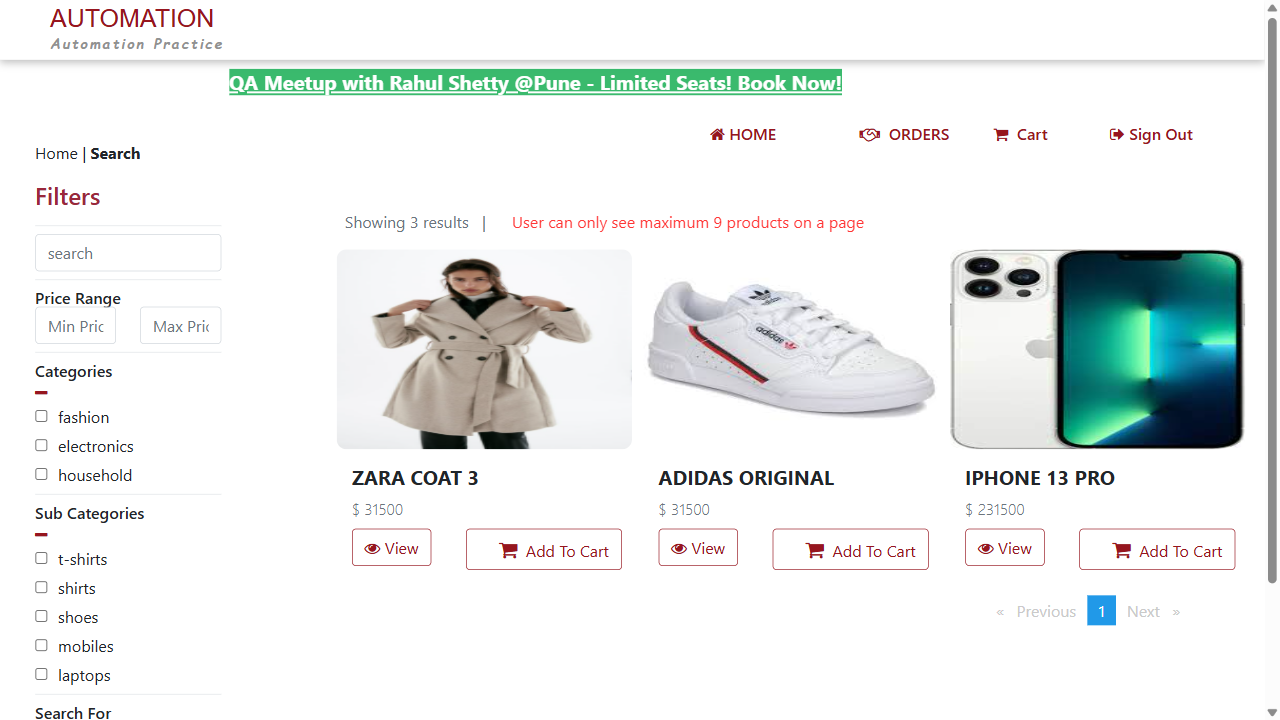 AUTOMATION
Automation Practice
QA Meetup with Rahul Shetty @Pune - Limited Seats! Book Now!
HOME ORDERS Cart Sign Out
Home | Search
Filters
search
Price Range
Min Pric Max Pric
Categories
fashion
electronics
household
Sub Categories
t-shirts
shirts
shoes
mobiles
laptops
Search For
Showing 3 results | User can only see maximum 9 products on a page
adidas
adidas
ZARA COAT 3
$ 31500
View Add To Cart
ADIDAS ORIGINAL
$ 31500
View Add To Cart
IPHONE 13 PRO
$ 231500
View Add To Cart
« Previous 1 Next »